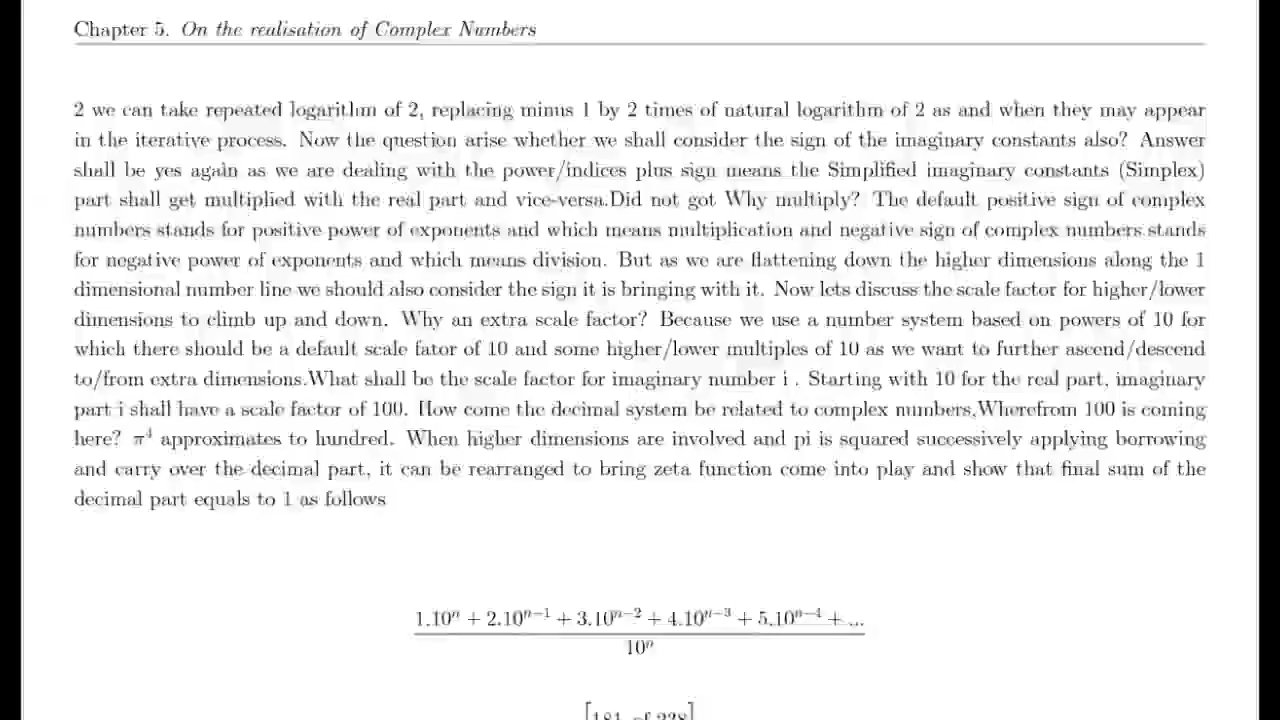 Chapter 5. On the realisation of Complex Numbers
2 we can take repeated logarithm of 2, replacing minus 1 by 2 times of natural logarithm of 2 as and when they may appear
in the iterative process. Now the question arise whether we shall consider the sign of the imaginary constants also? Answer
shall be yes again as we are dealing with the power/indices plus sign means the Simplified imaginary constants (Simplex)
part shall get multiplied with the real part and vice-versa.Did not got Why multiply? The default positive sign of complex
numbers stands for positive power of exponents and which means multiplication and negative sign of complex numbers stands
for negative power of exponents and which means division. But as we are flattening down the higher dimensions along the 1
dimensional number line we should also consider the sign it is bringing with it. Now lets discuss the scale factor for higher/lower
dimensions to climb up and down. Why an extra scale factor? Because we use a number system based on powers of 10 for
which there should be a default scale fator of 10 and some higher/lower multiples of 10 as we want to further ascend/descend
to/from extra dimensions.What shall be the scale factor for imaginary number i . Starting with 10 for the real part, imaginary
part i shall have a scale factor of 100. How come the decimal system be related to complex numbers,Wherefrom 100 is coming
here? π⁴ approximates to hundred. When higher dimensions are involved and pi is squared successively applying borrowing
and carry over the decimal part, it can be rearranged to bring zeta function come into play and show that final sum of the
decimal part equals to 1 as follows
1.10ⁿ + 2.10ⁿ⁻¹ + 3.10ⁿ⁻² + 4.10ⁿ⁻³ + 5.10ⁿ⁻⁴ + ...
10ⁿ
[181 of 228]